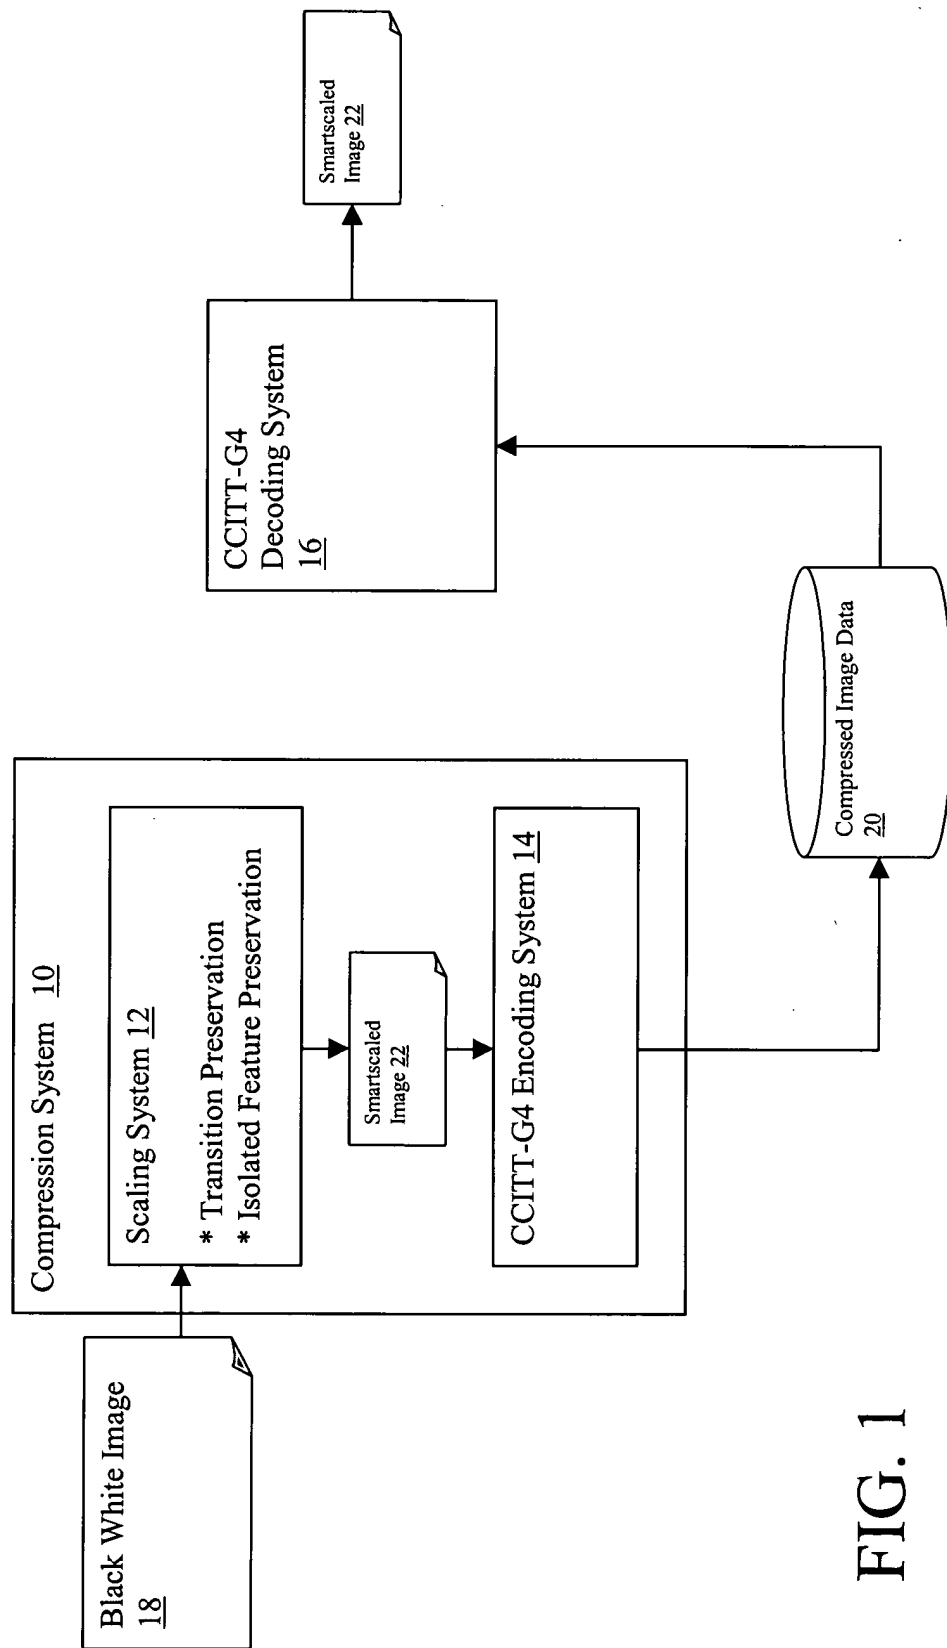 Black White Image
18
Compression System 10
Scaling System 12
* Transition Preservation
* Isolated Feature Preservation
Smartscaled
Image 22
CCITT-G4 Encoding System 14
Compressed Image Data
20
CCITT-G4
Decoding System
16
Smartscaled
Image 22
FIG. 1